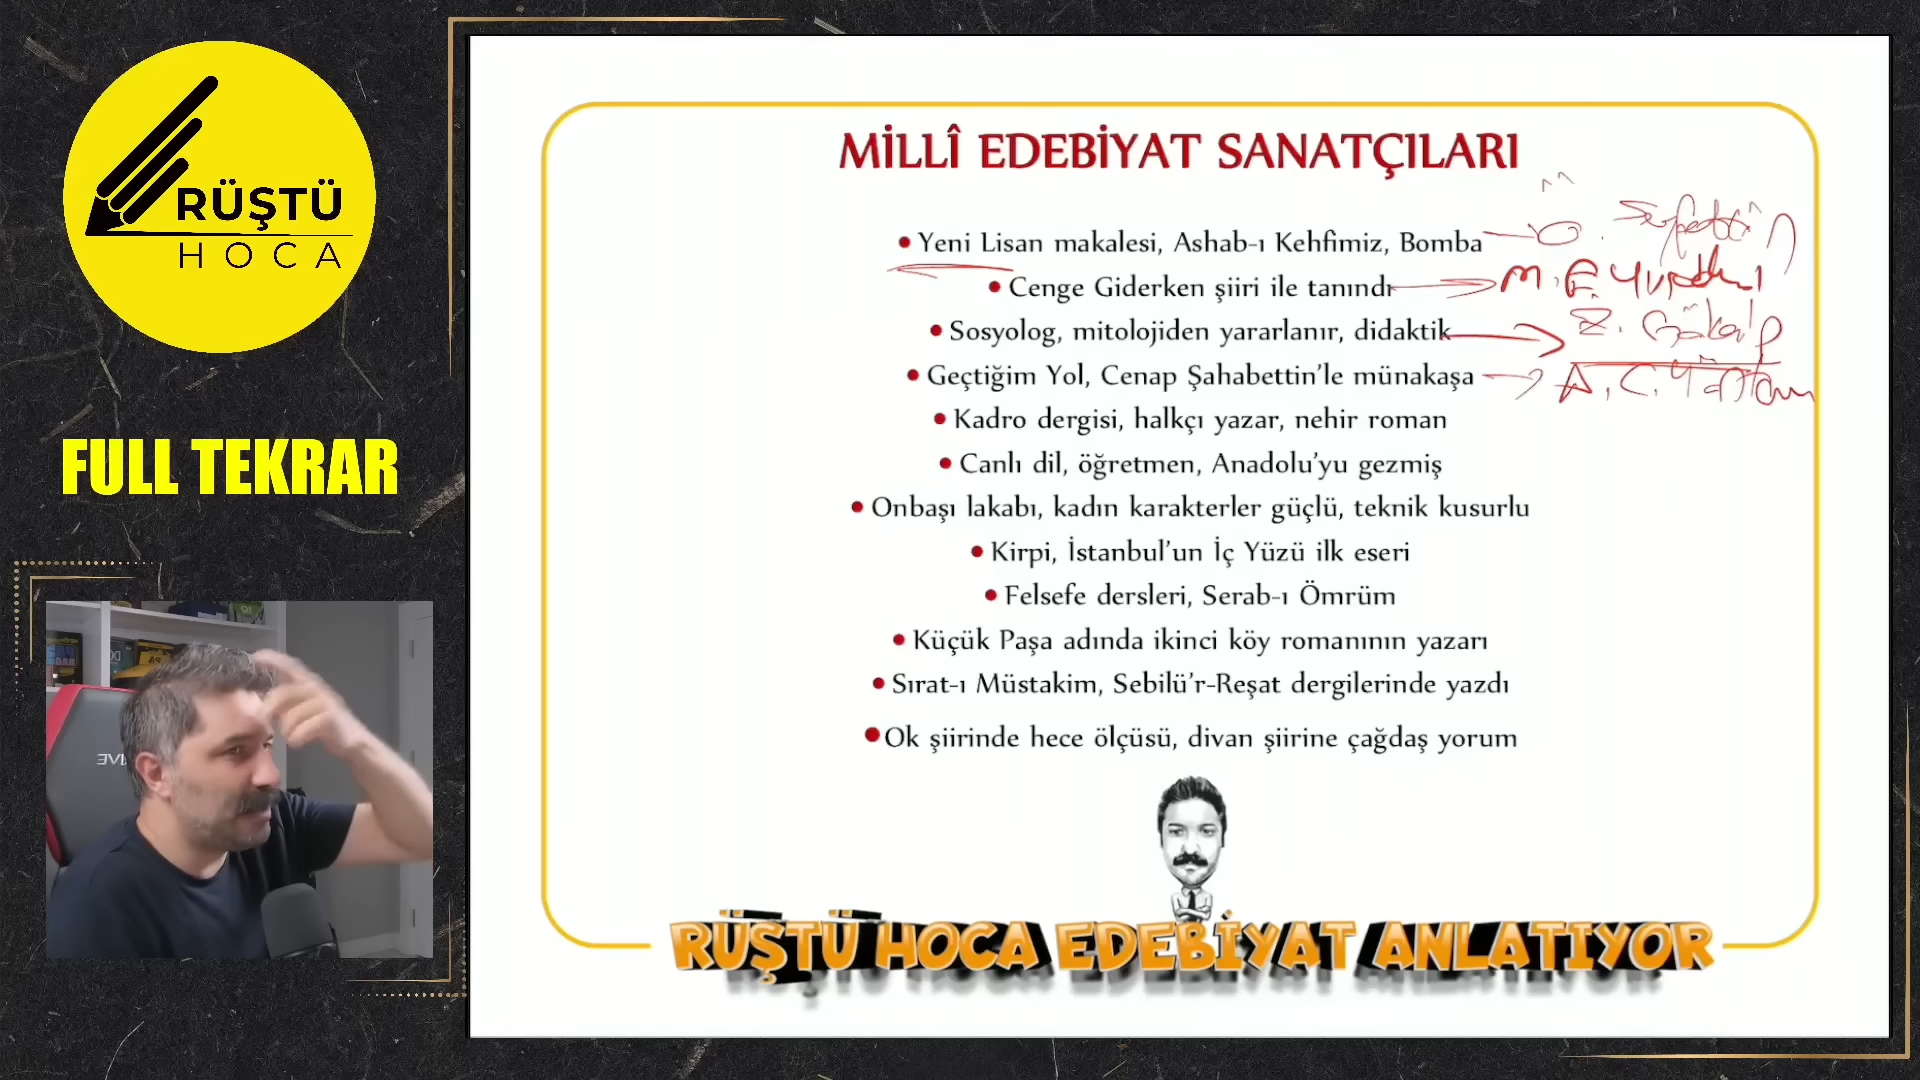 RÜŞTÜ
HOCA
FULL TEKRAR
MİLLÎ EDEBİYAT SANATÇILARI
• Yeni Lisan makalesi, Ashab-ı Kehfimiz, Bomba
Ö. Seyfettin
• Cenge Giderken şiiri ile tanındı
M. E. Yurdakul
• Sosyolog, mitolojiden yararlanır, didaktik
Z. Gökalp
• Geçtiğim Yol, Cenap Şahabettin'le münakaşa
A. C. Yöntem
• Kadro dergisi, halkçı yazar, nehir roman
• Canlı dil, öğretmen, Anadolu'yu gezmiş
• Onbaşı lakabı, kadın karakterler güçlü, teknik kusurlu
• Kirpi, İstanbul'un İç Yüzü ilk eseri
• Felsefe dersleri, Serab-ı Ömrüm
• Küçük Paşa adında ikinci köy romanının yazarı
• Sırat-ı Müstakim, Sebilü'r-Reşat dergilerinde yazdı
• Ok şiirinde hece ölçüsü, divan şiirine çağdaş yorum
RÜŞTÜ HOCA EDEBİYAT ANLATIYOR